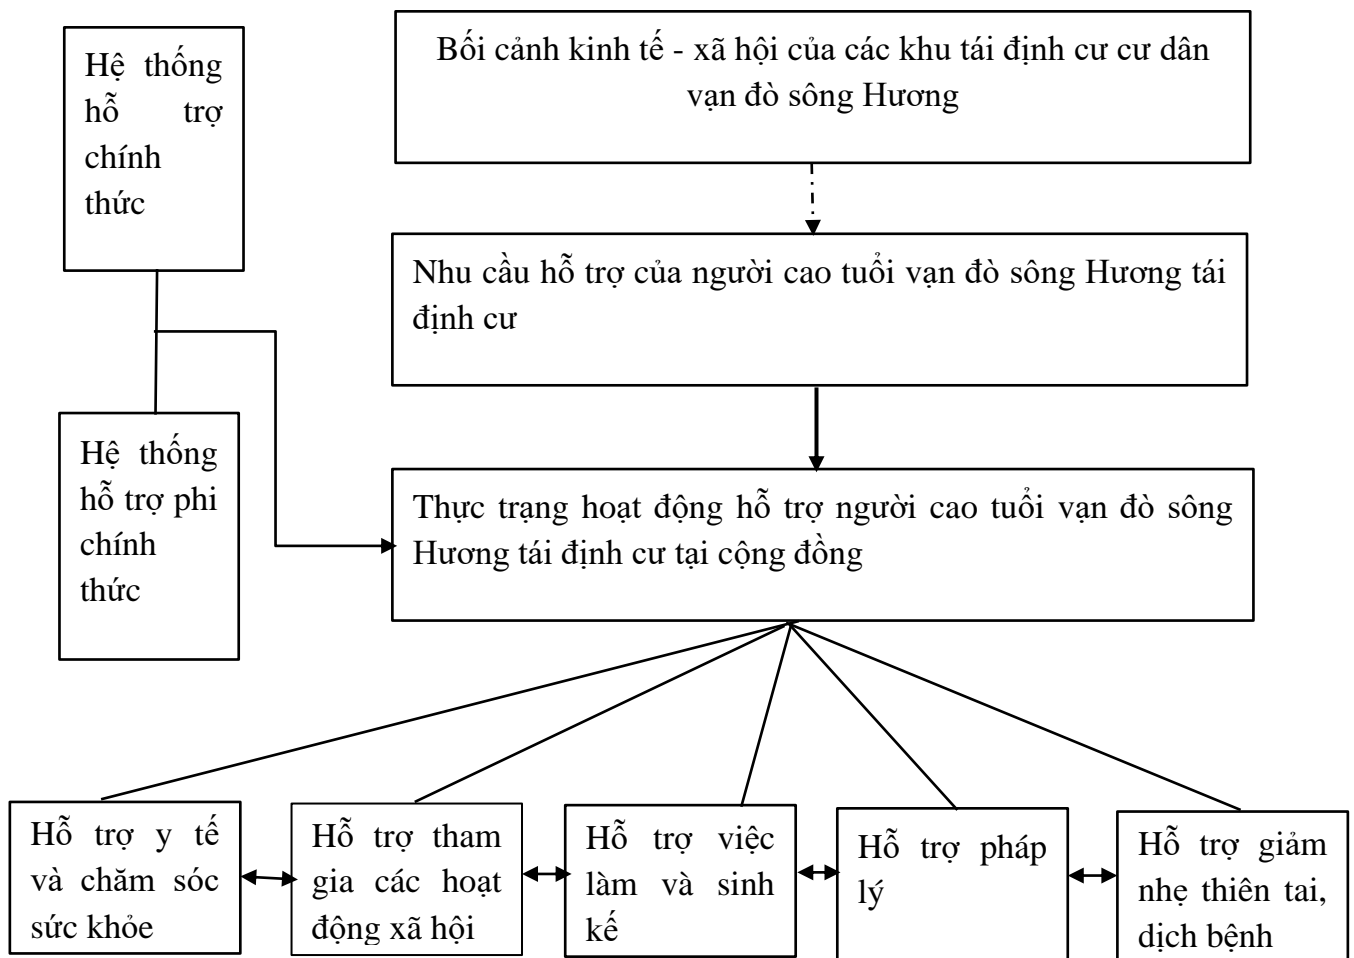 Hệ thống
hỗ trợ
chính
thức
Bối cảnh kinh tế - xã hội của các khu tái định cư cư dân
vạn đò sông Hương
Nhu cầu hỗ trợ của người cao tuổi vạn đò sông Hương tái
định cư
Hệ thống
hỗ trợ phi
chính
thức
Thực trạng hoạt động hỗ trợ người cao tuổi vạn đò sông
Hương tái định cư tại cộng đồng
Hỗ trợ y tế
và chăm sóc
sức khỏe
Hỗ trợ tham
gia các hoạt
động xã hội
Hỗ trợ việc
làm và sinh
kế
Hỗ trợ pháp
lý
Hỗ trợ giảm
nhẹ thiên tai,
dịch bệnh